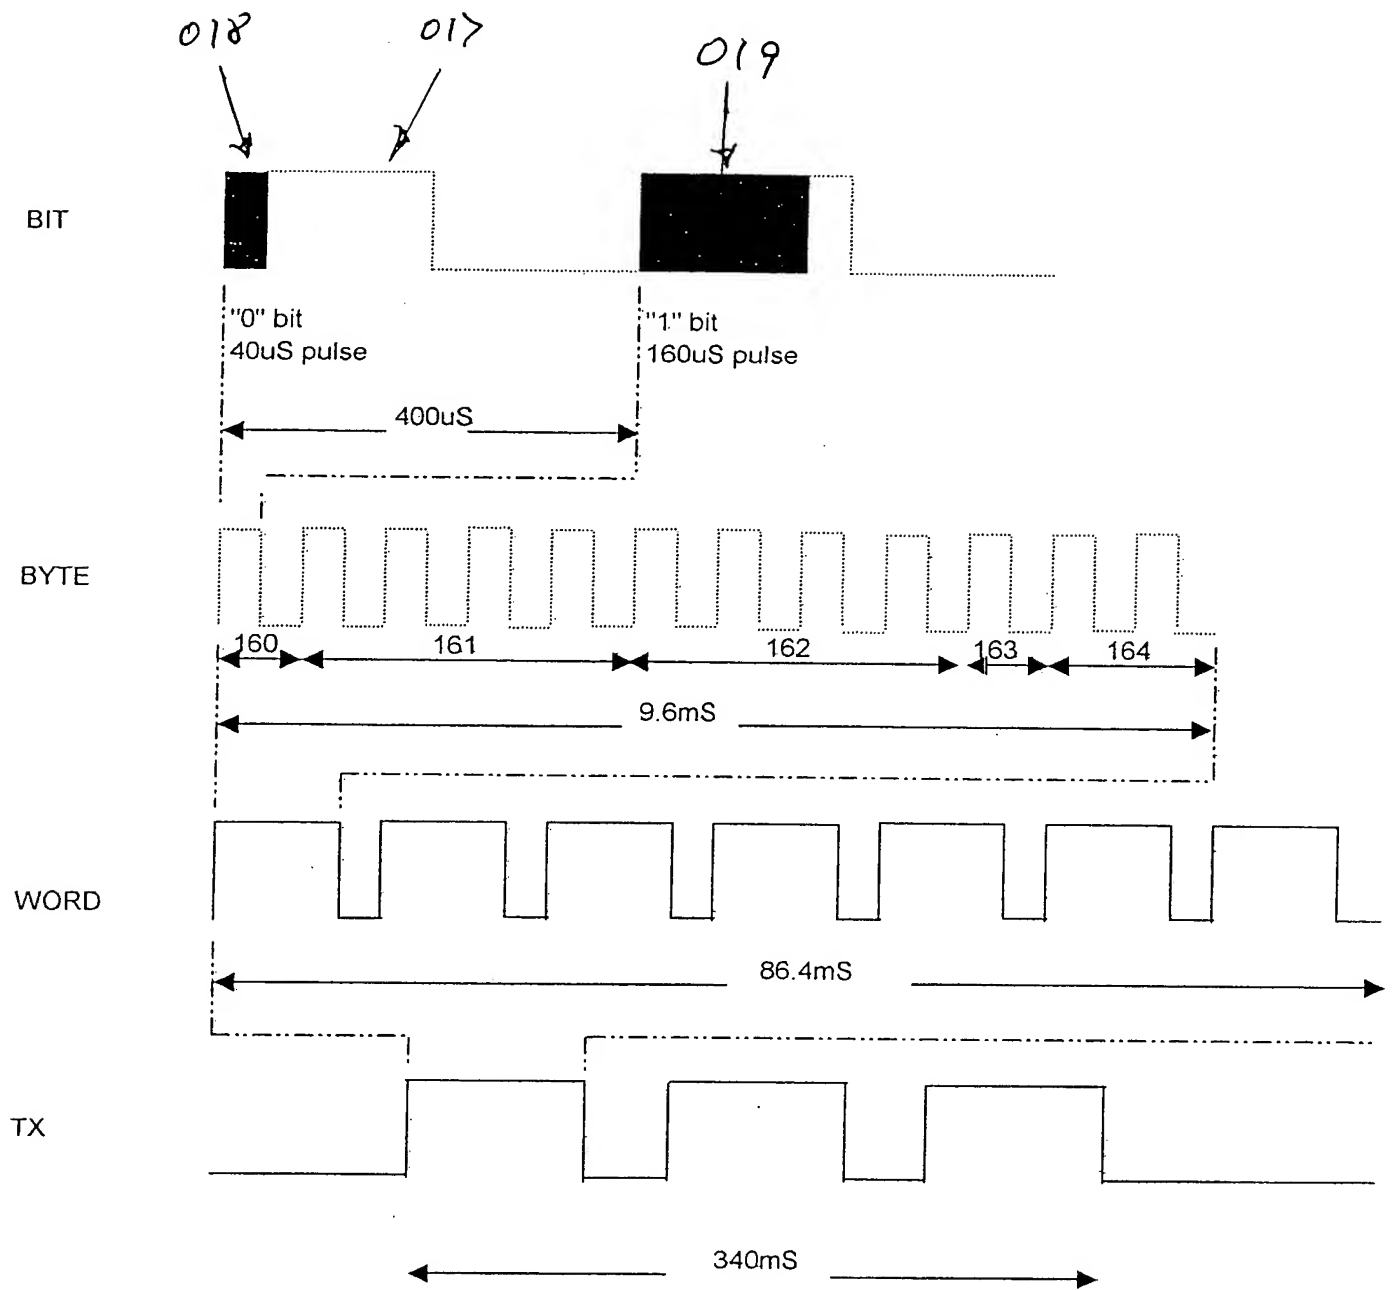 018 017 019
BIT
"0" bit
40uS pulse
"1" bit
160uS pulse
400uS
BYTE
160 161 162 163 164
9.6mS
WORD
86.4mS
TX
340mS